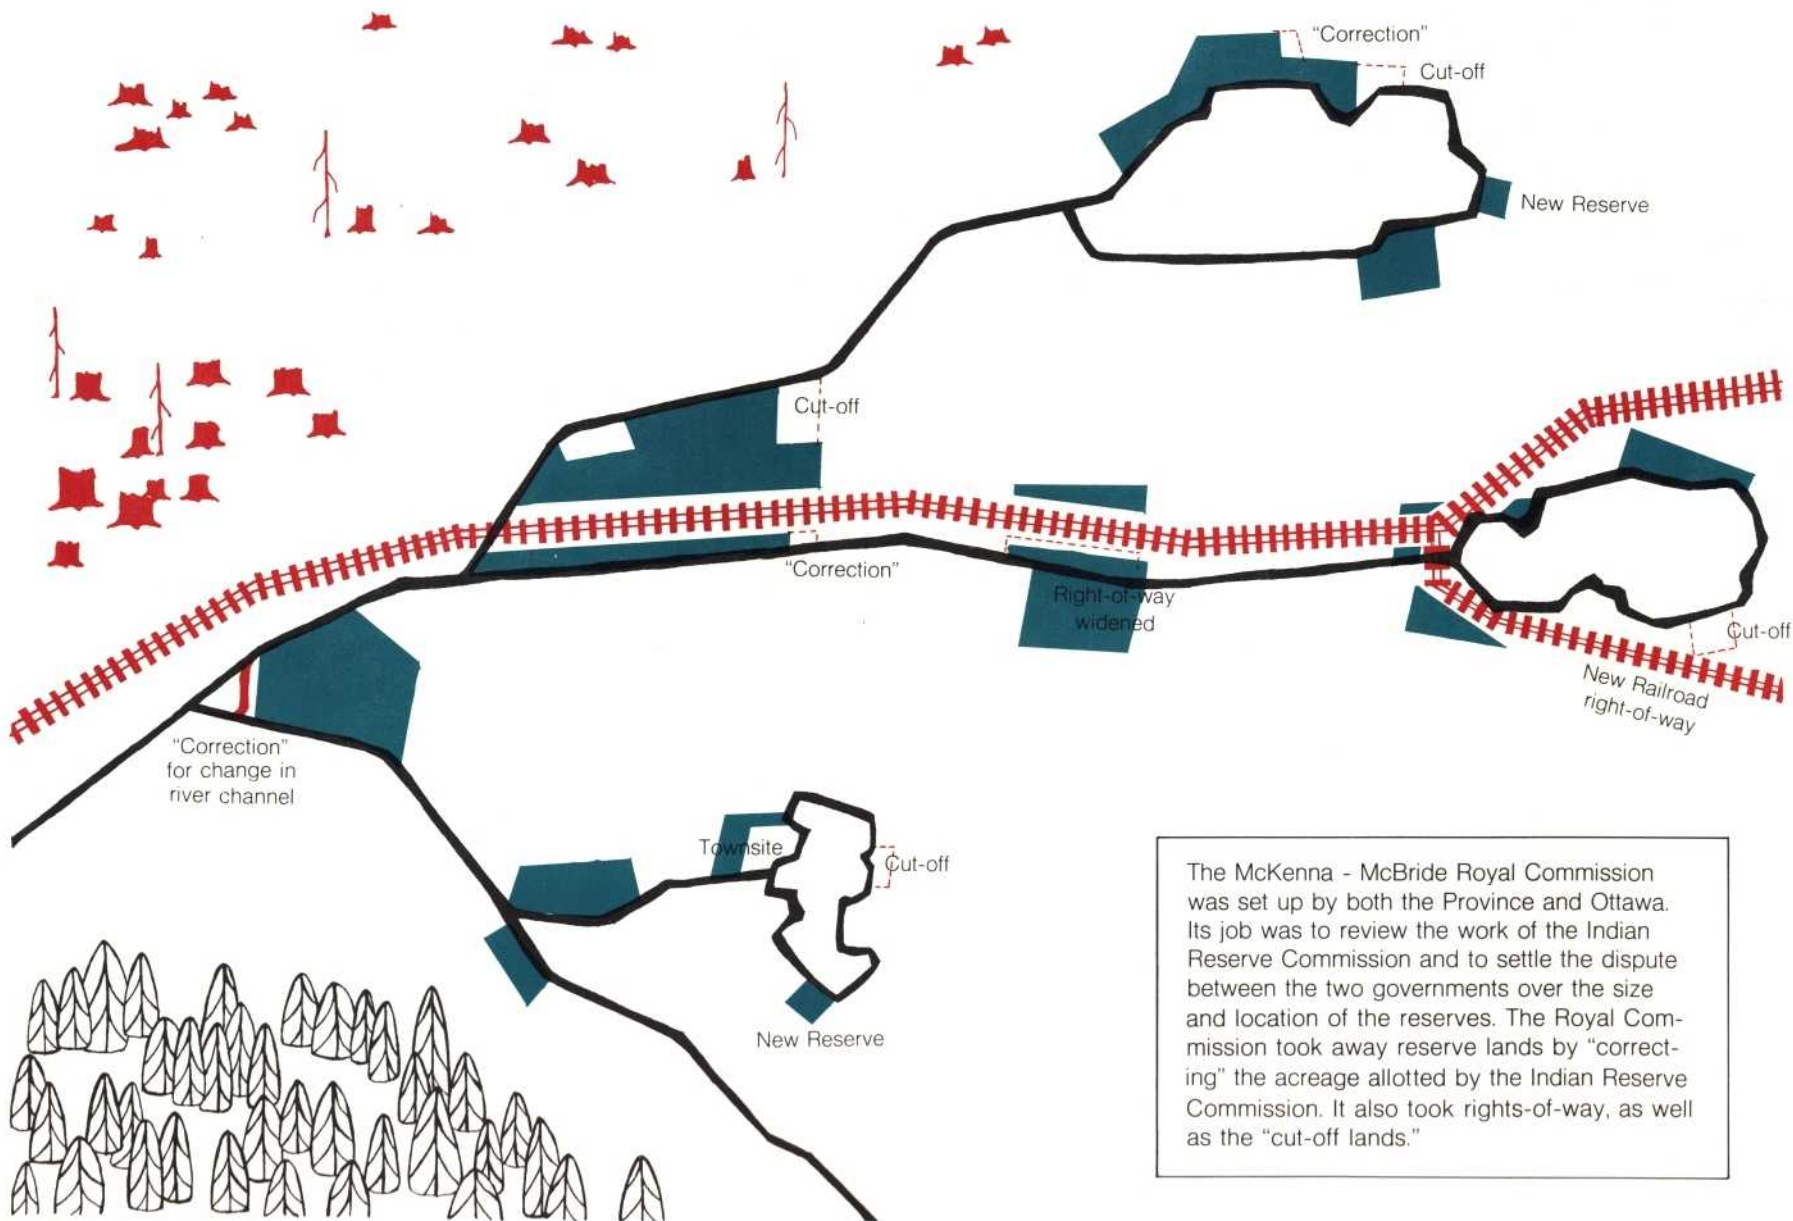 “Correction”
Cut-off
New Reserve
Cut-off
“Correction”
Right-of-way
widened
Cut-off
New Railroad
right-of-way
“Correction”
for change in
river channel
Townsite
Cut-off
New Reserve
The McKenna - McBride Royal Commission
was set up by both the Province and Ottawa.
Its job was to review the work of the Indian
Reserve Commission and to settle the dispute
between the two governments over the size
and location of the reserves. The Royal Com-
mission took away reserve lands by “correct-
ing” the acreage allotted by the Indian Reserve
Commission. It also took rights-of-way, as well
as the “cut-off lands.”